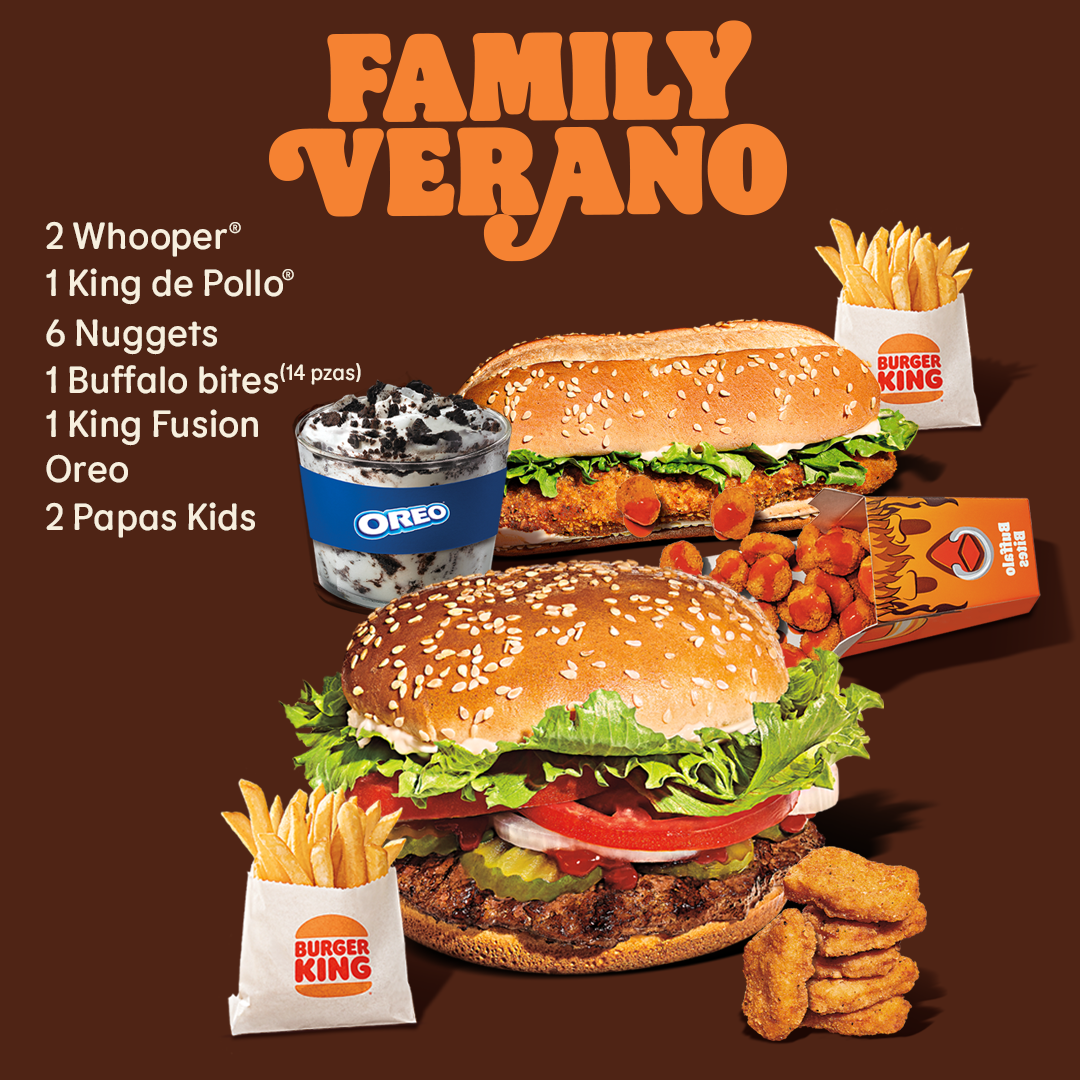 FAMILY
VERANO
2 Whooper®
1 King de Pollo®
6 Nuggets
1 Buffalo bites(14 pzas)
1 King Fusion
Oreo
2 Papas Kids
BURGER
KING
OREO
Bites
Buffalo
BURGER
KING